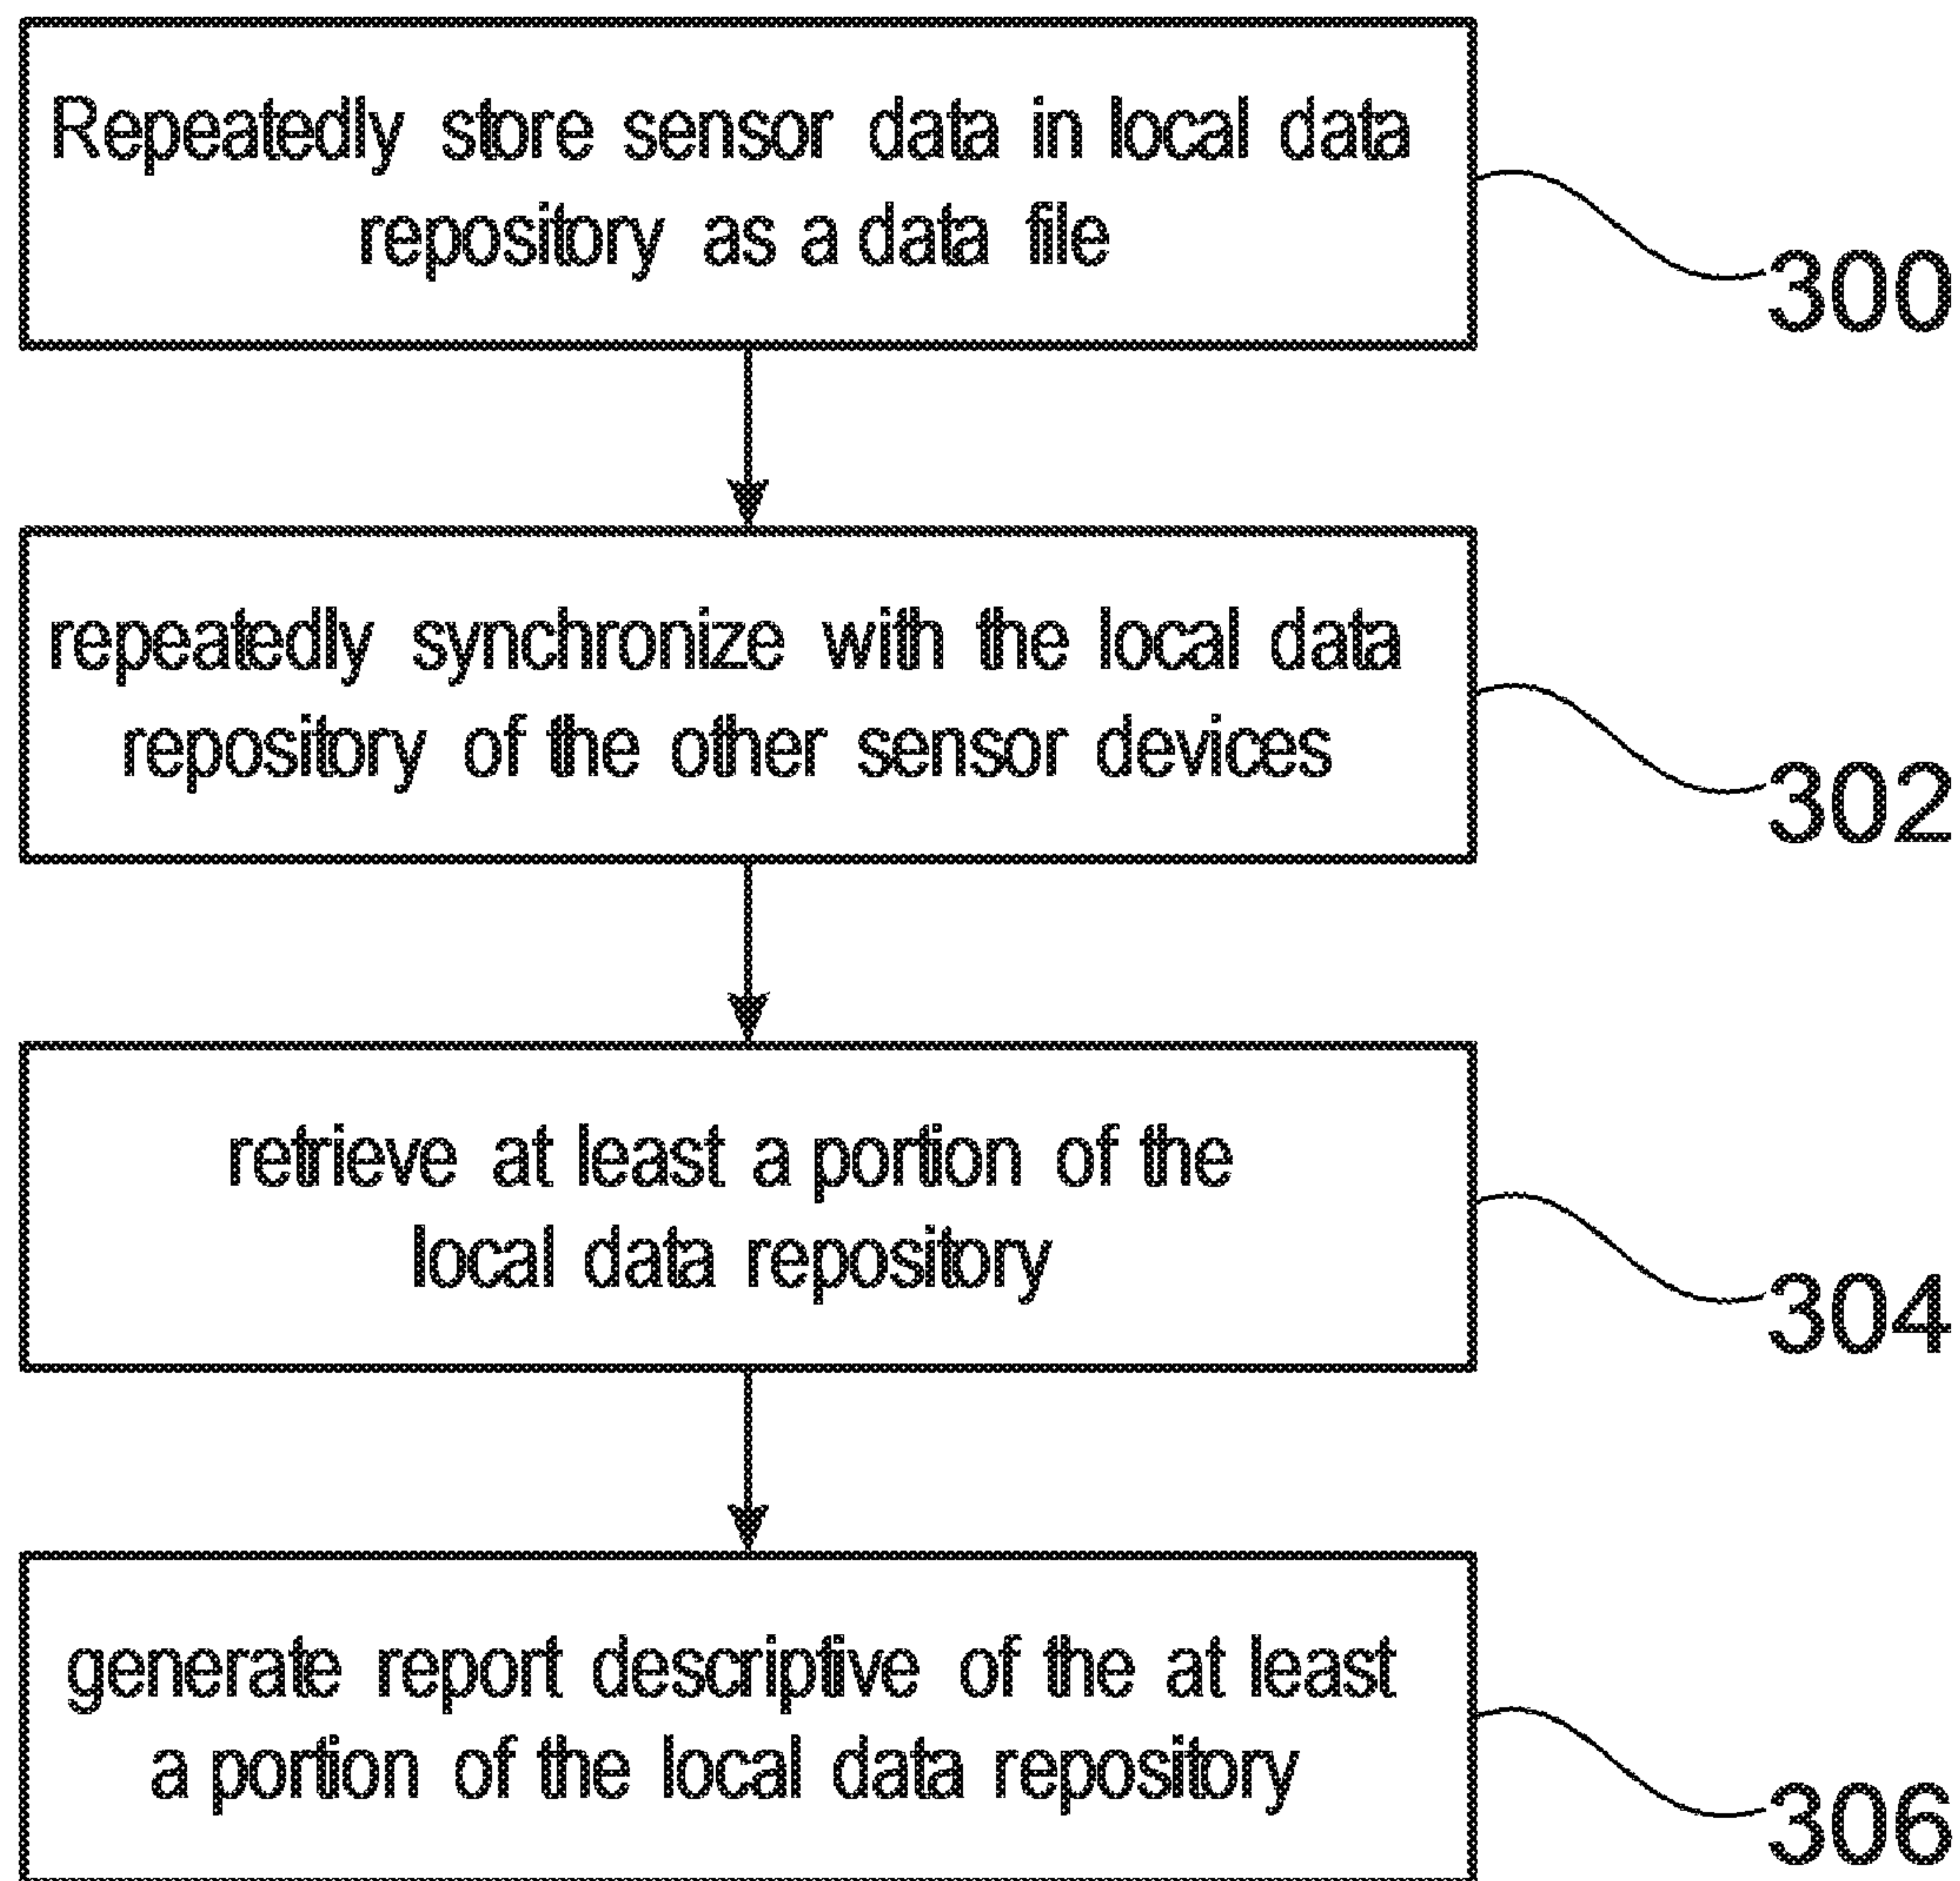 Repeatedly store sensor data in local data
repository as a data file
300
repeatedly synchronize with the local data
repository of the other sensor devices
302
retrieve at least a portion of the
local data repository
304
generate report descriptive of the at least
a portion of the local data repository
306